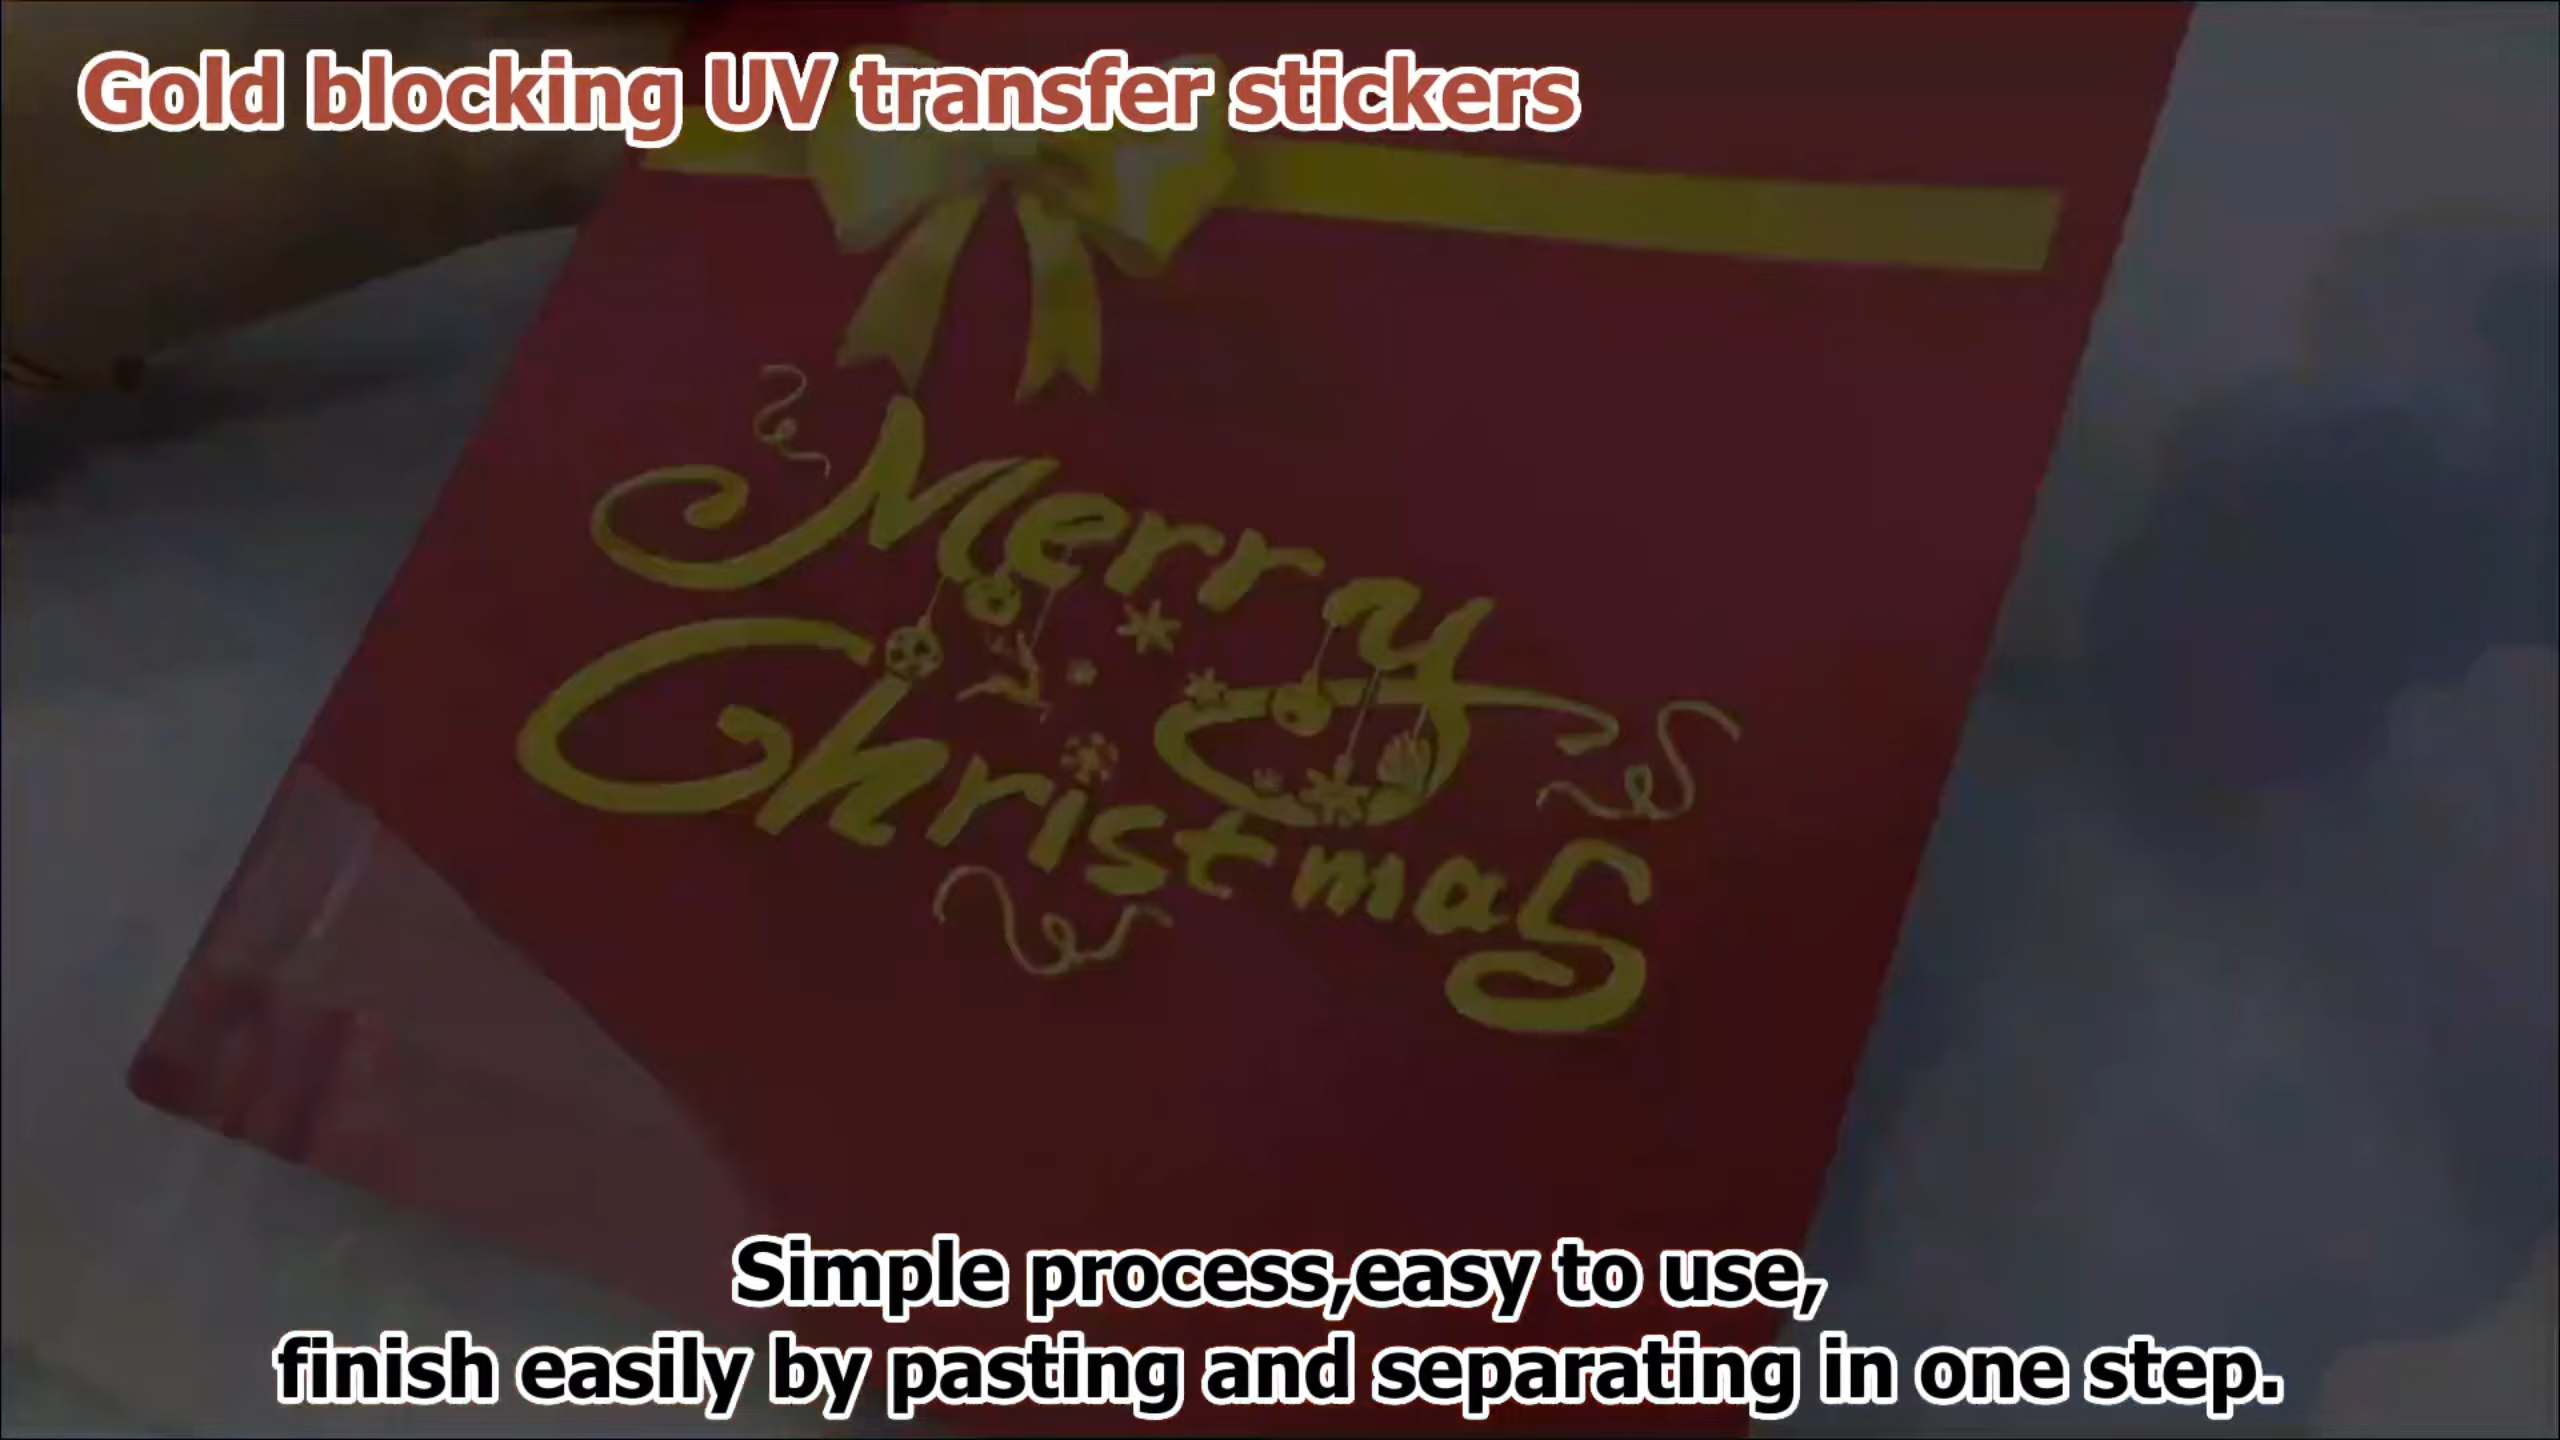 Gold blocking UV transfer stickers
Merry
Christmas
Simple process,easy to use,
finish easily by pasting and separating in one step.